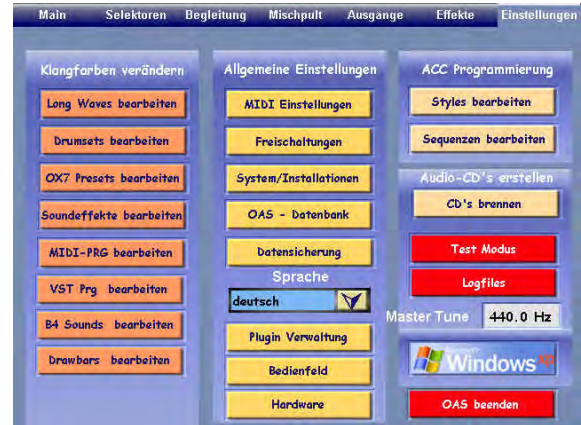 Main Selektoren Begleitung Mischpult Ausgänge Effekte Einstellungen
Klangfarben verändern
Long Waves bearbeiten
Drumsets bearbeiten
OX7 Presets bearbeiten
Soundeffekte bearbeiten
MIDI-PRG bearbeiten
VST Prg bearbeiten
B4 Sounds bearbeiten
Drawbars bearbeiten
Allgemeine Einstellungen
MIDI Einstellungen
Freischaltungen
System/Installationen
OAS - Datenbank
Datensicherung
Sprache
deutsch
Plugin Verwaltung
Bedienfeld
Hardware
ACC Programmierung
Styles bearbeiten
Sequenzen bearbeiten
Audio-CD's erstellen
CD's brennen
Test Modus
Logfiles
Master Tune 440.0 Hz
Microsoft
Windows xp
OAS beenden